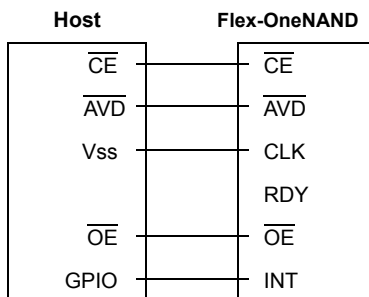 Host Flex-OneNAND
CE CE
AVD AVD
Vss CLK
RDY
OE OE
GPIO INT